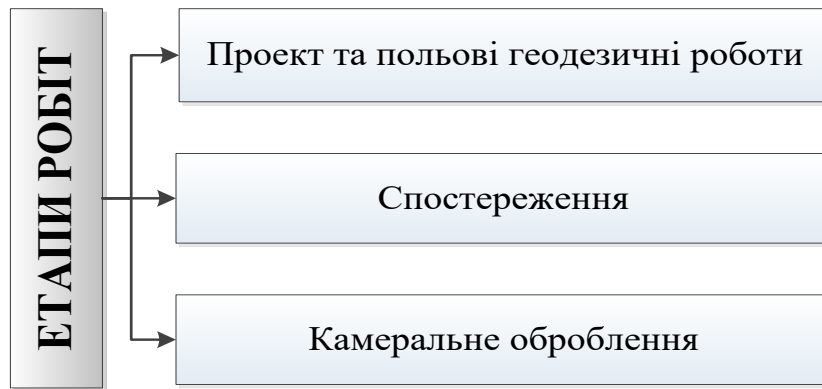 ЕТАПИ РОБІТ
Проект та польові геодезичні роботи
Спостереження
Камеральне оброблення